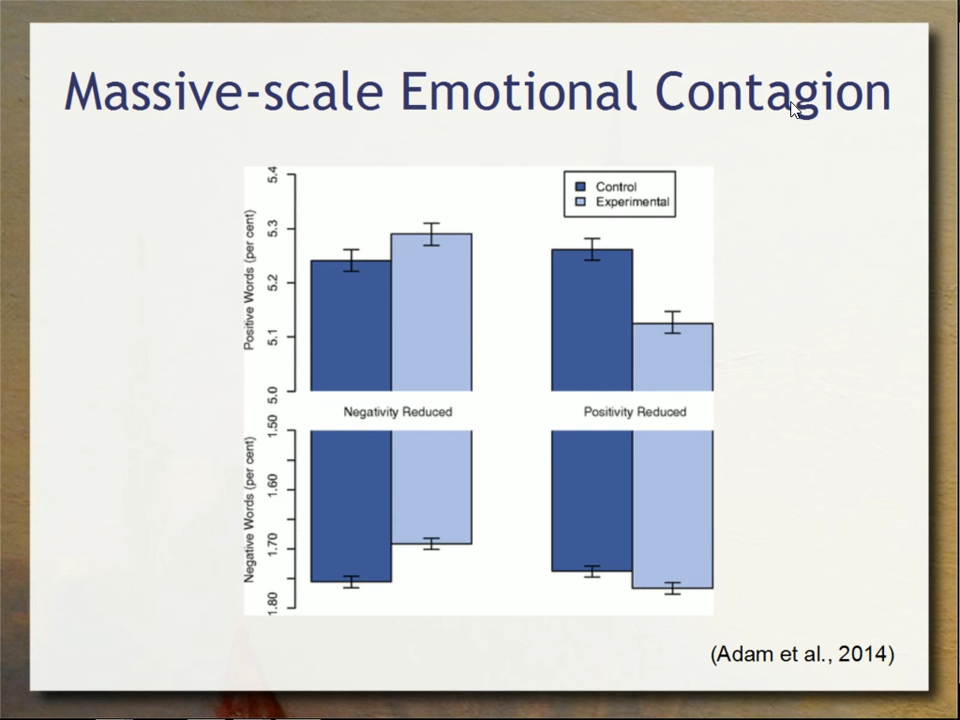 Massive-scale Emotional Contagion
Control
Experimental
Positive Words (per cent)
5.4
5.3
5.2
5.1
5.0
Negativity Reduced
Positivity Reduced
Negative Words (per cent)
1.50
1.60
1.70
1.80
(Adam et al., 2014)